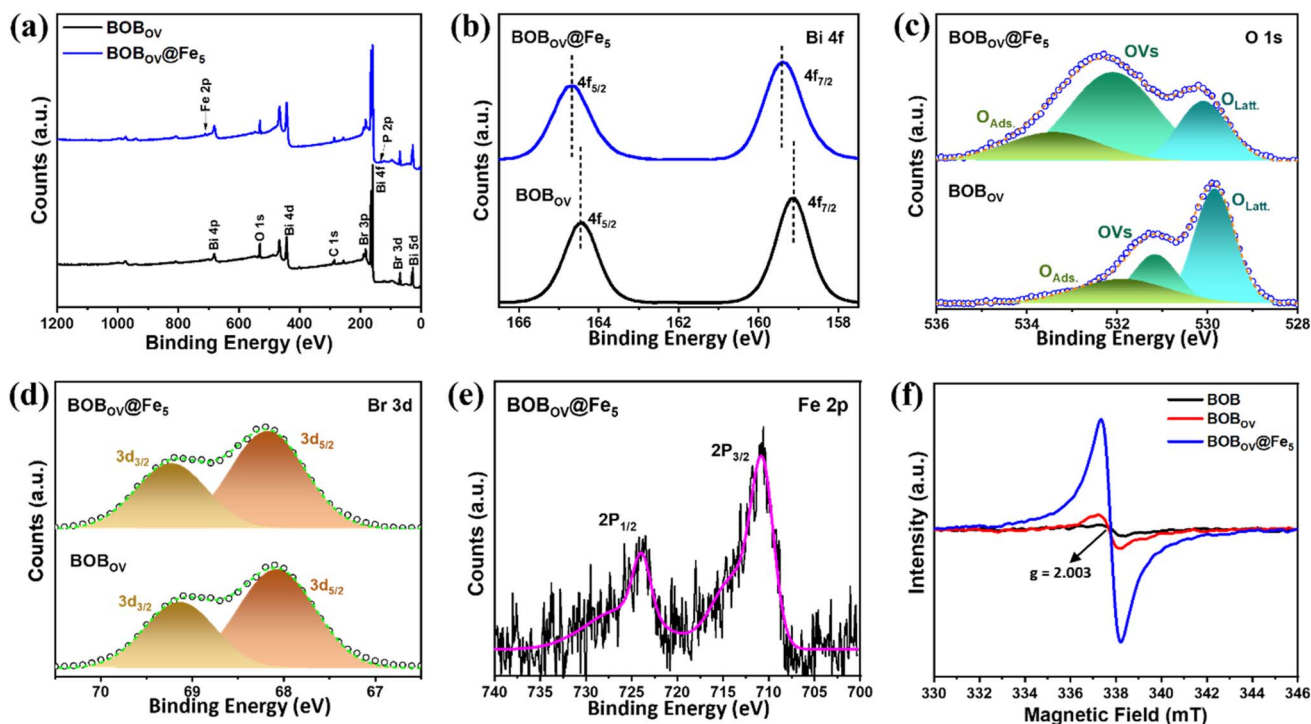 (a)
BOBOV
BOBOV@Fe5
Fe 2p
P 2p
Bi 4f
Bi 4p
O 1s
Bi 4d
C 1s
Br 3p
Br 3d
Bi 5d
Counts (a.u.)
1200 1000 800 600 400 200 0
Binding Energy (eV)
(b)
BOBOV@Fe5
Bi 4f
4f5/2
4f7/2
BOBOV
4f5/2
4f7/2
Counts (a.u.)
166 164 162 160 158
Binding Energy (eV)
(c)
BOBOV@Fe5
O 1s
OVs
OLatt.
OAds.
BOBOV
OVs
OLatt.
OAds.
Counts (a.u.)
536 534 532 530 528
Binding Energy (eV)
(d)
BOBOV@Fe5
Br 3d
3d3/2
3d5/2
BOBOV
3d3/2
3d5/2
Counts (a.u.)
70 69 68 67
Binding Energy (eV)
(e)
BOBOV@Fe5
Fe 2p
2P3/2
2P1/2
Counts (a.u.)
740 735 730 725 720 715 710 705 700
Binding Energy (eV)
(f)
BOB
BOBOV
BOBOV@Fe5
g = 2.003
Intensity (a.u.)
330 332 334 336 338 340 342 344 346
Magnetic Field (mT)